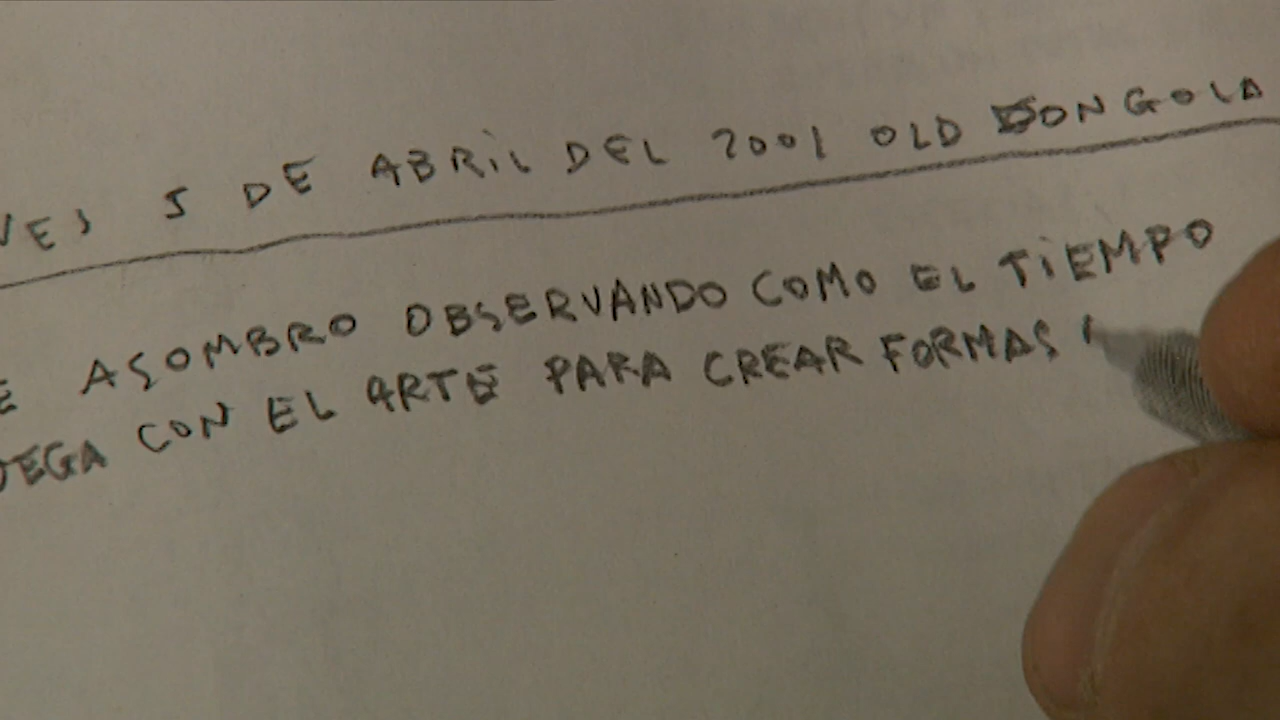 VES 5 DE ABRIL DEL 2001 OLD DONGOLA
E ASOMBRO OBSERVANDO COMO EL TIEMPO
EGA CON EL ARTE PARA CREAR FORMAS